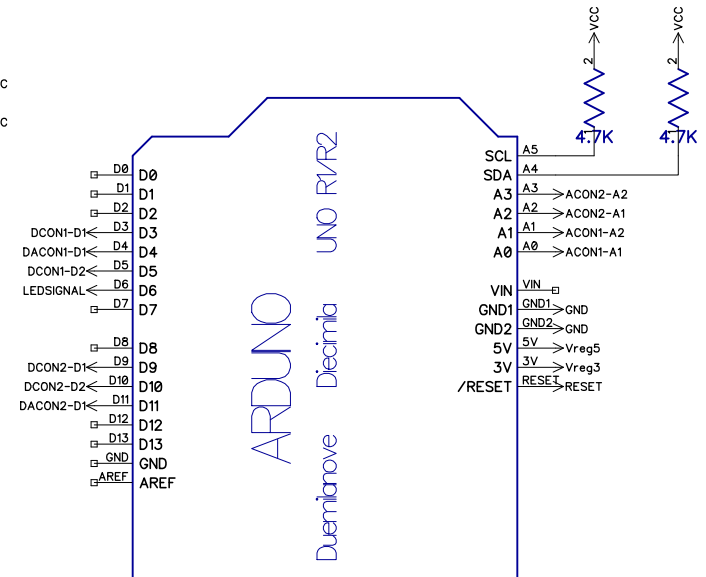 VCC VCC
2 2
4.7K 4.7K
1 1
C
C
UNO R1/R2
ARDUINO
Diecimila
Duemilanove
D0 D0
D1 D1
D2 D2
DCON1-D1 D3 D3
DACON1-D1 D4 D4
DCON1-D2 D5 D5
LEDSIGNAL D6 D6
D7 D7
D8 D8
DCON2-D1 D9 D9
DCON2-D2 D10 D10
DACON2-D1 D11 D11
D12 D12
D13 D13
GND GND
AREF AREF
SCL A5
SDA A4
A3 A3 ACON2-A2
A2 A2 ACON2-A1
A1 A1 ACON1-A2
A0 A0 ACON1-A1
VIN VIN
GND1 GND1 GND
GND2 GND2 GND
5V 5V Vreg5
3V 3V Vreg3
/RESET RESET RESET